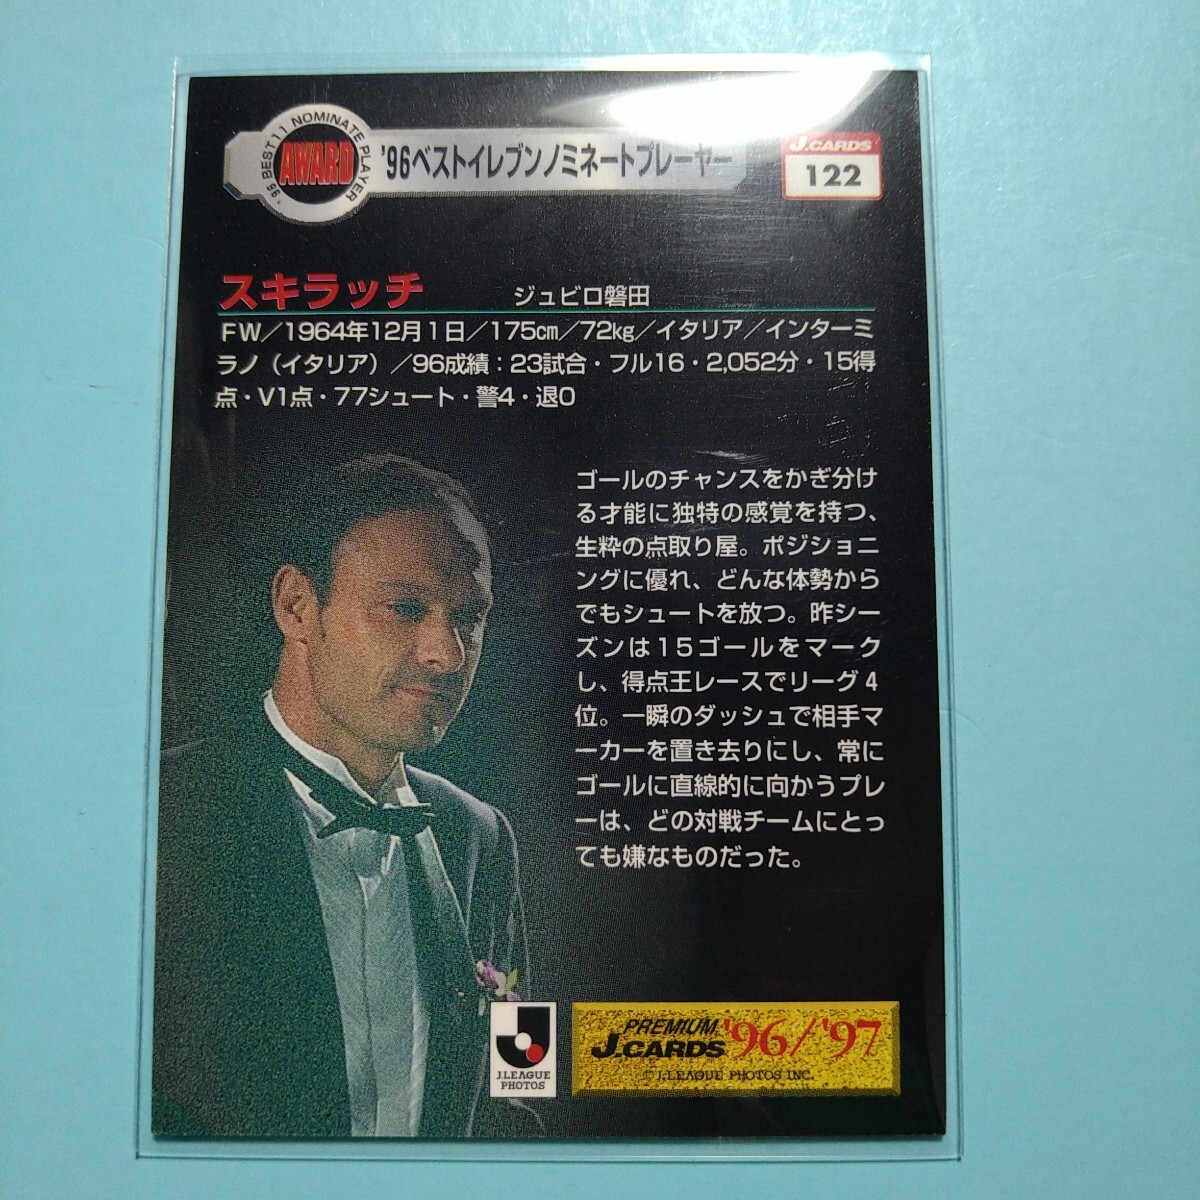 '96 BEST11 NOMINATE PLAYER
AWARD
'96ベストイレブンノミネートプレーヤー
J.CARDS
122
スキラッチ
ジュビロ磐田
FW／1964年12月1日／175cm／72kg／イタリア／インターミ
ラノ（イタリア）／96成績：23試合・フル16・2,052分・15得
点・V1点・77シュート・警4・退0
ゴールのチャンスをかぎ分け
る才能に独特の感覚を持つ、
生粋の点取り屋。ポジショニ
ングに優れ、どんな体勢から
でもシュートを放つ。昨シー
ズンは15ゴールをマーク
し、得点王レースでリーグ4
位。一瞬のダッシュで相手マ
ーカーを置き去りにし、常に
ゴールに直線的に向かうプレ
ーは、どの対戦チームにとっ
ても嫌なものだった。
J.LEAGUE
PHOTOS
PREMIUM
J.CARDS
'96/'97
© J.LEAGUE PHOTOS INC.